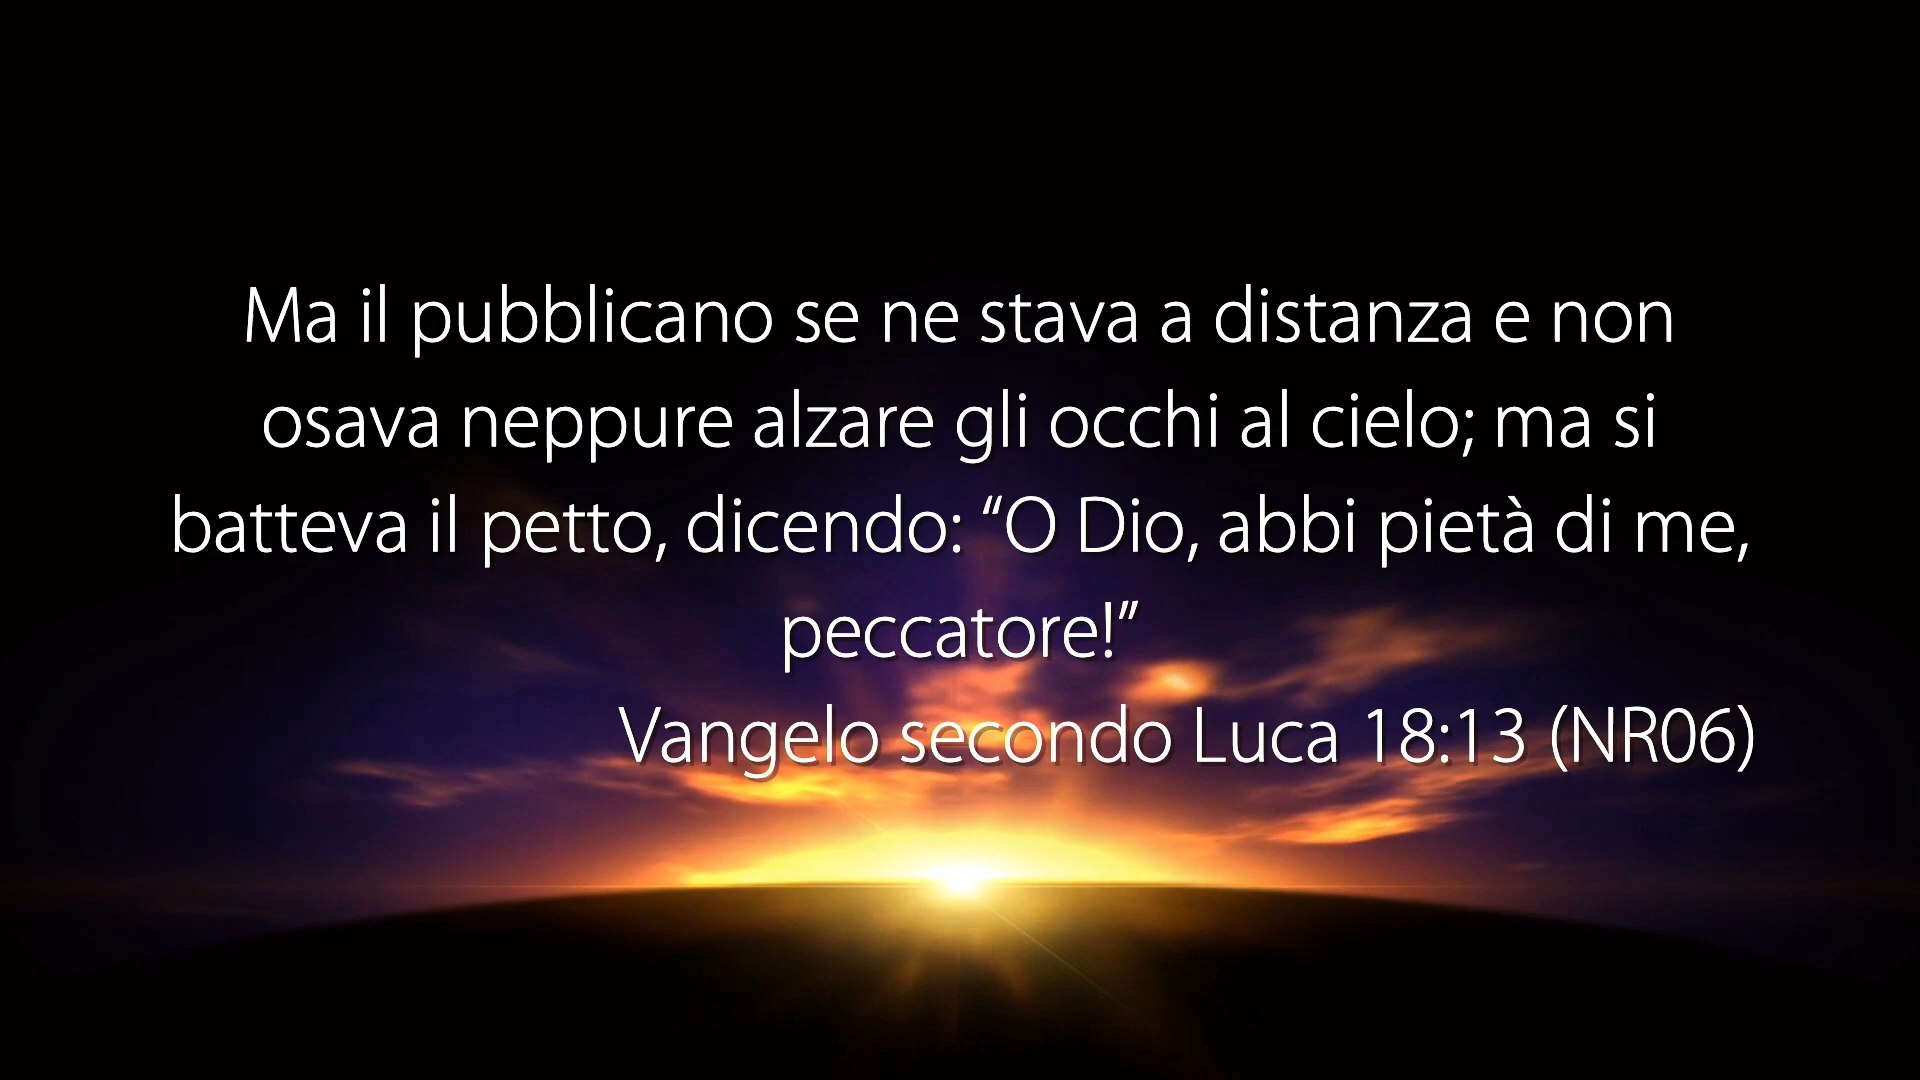 Ma il pubblicano se ne stava a distanza e non
osava neppure alzare gli occhi al cielo; ma si
batteva il petto, dicendo: “O Dio, abbi pietà di me,
peccatore!”
Vangelo secondo Luca 18:13 (NR06)